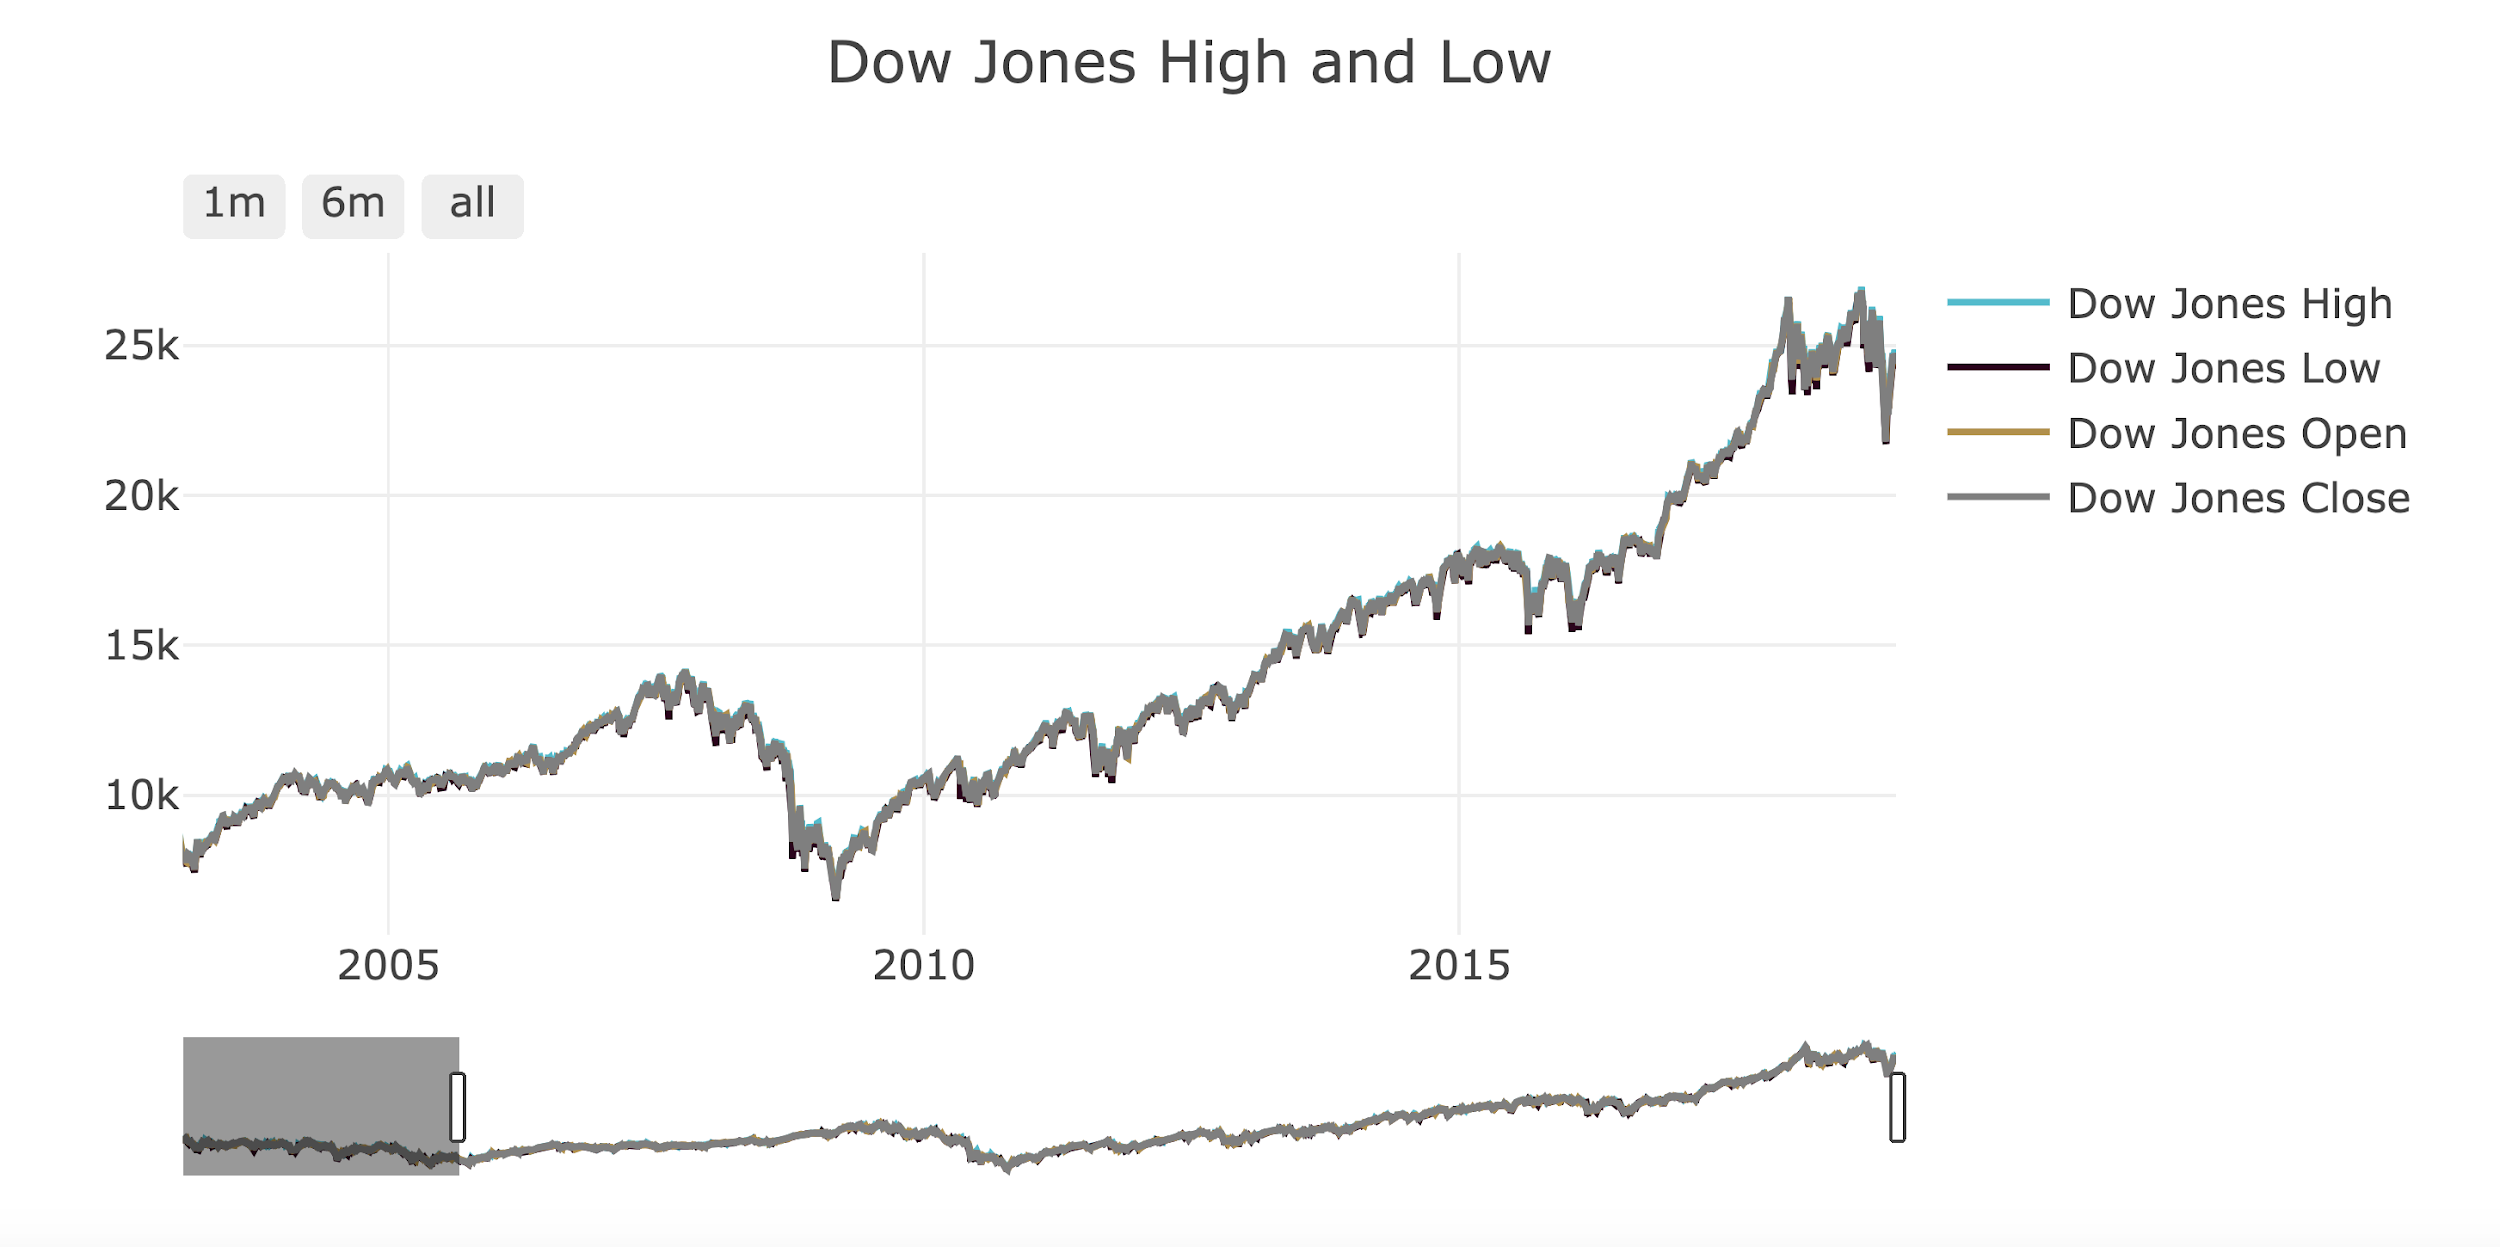 Dow Jones High and Low
1m 6m all
25k
20k
15k
10k
2005 2010 2015
Dow Jones High
Dow Jones Low
Dow Jones Open
Dow Jones Close